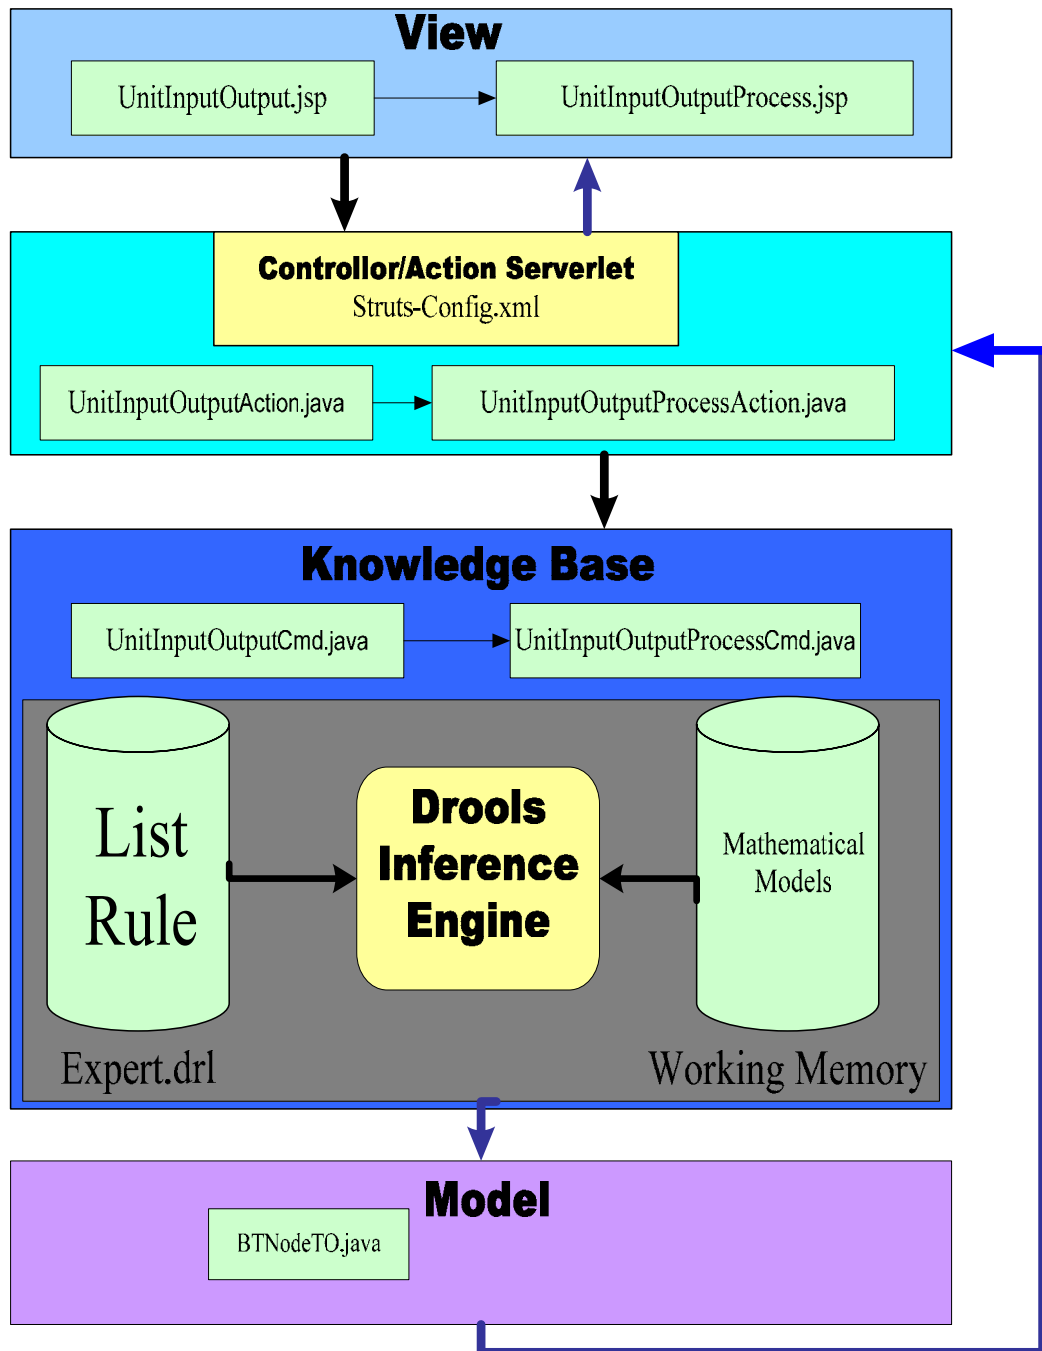 View
UnitInputOutput.jsp
UnitInputOutputProcess.jsp
Controllor/Action Serverlet
Struts-Config.xml
UnitInputOutputAction.java
UnitInputOutputProcessAction.java
Knowledge Base
UnitInputOutputCmd.java
UnitInputOutputProcessCmd.java
List
Rule
Drools
Inference
Engine
Mathematical
Models
Expert.drl
Working Memory
Model
BTNodeTO.java